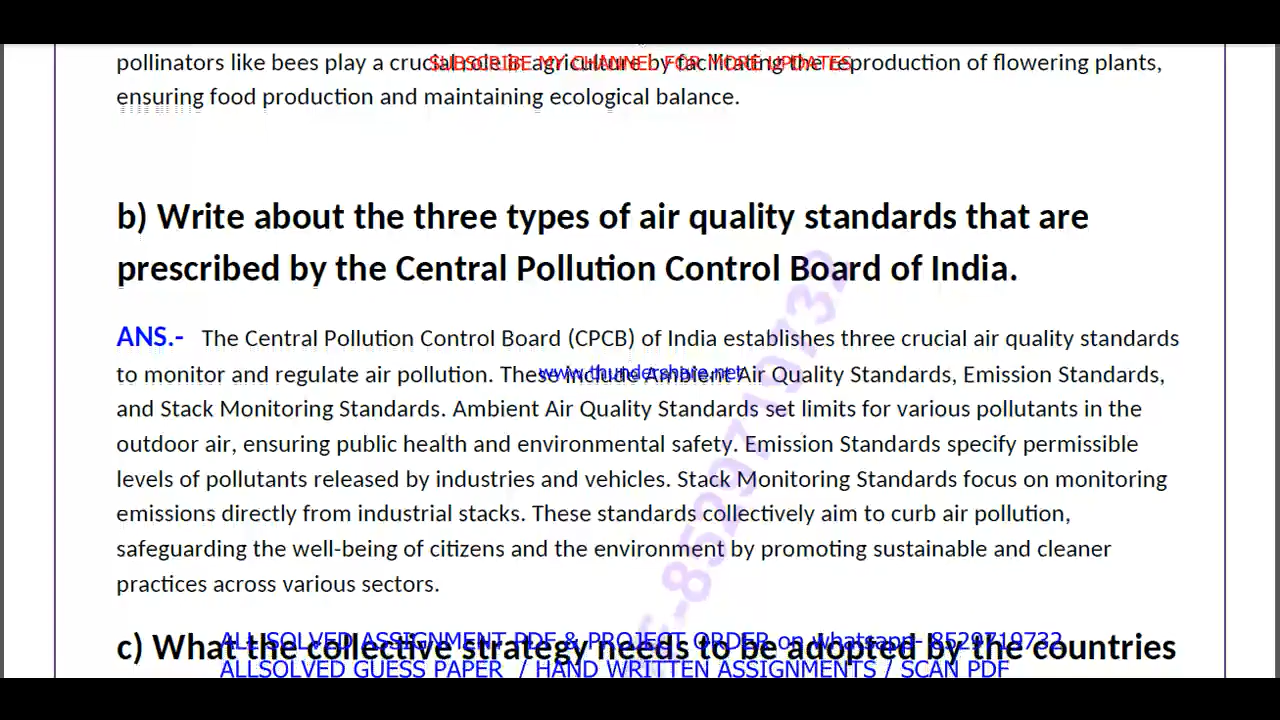 pollinators like bees play a crucial role in agriculture by facilitating the reproduction of flowering plants,
SUBSCRIBE MY CHANNEL FOR MORE UPDATES
ensuring food production and maintaining ecological balance.
b) Write about the three types of air quality standards that are
prescribed by the Central Pollution Control Board of India.
ANS.- The Central Pollution Control Board (CPCB) of India establishes three crucial air quality standards
to monitor and regulate air pollution. These include Ambient Air Quality Standards, Emission Standards,
www.thundershare.net
and Stack Monitoring Standards. Ambient Air Quality Standards set limits for various pollutants in the
outdoor air, ensuring public health and environmental safety. Emission Standards specify permissible
levels of pollutants released by industries and vehicles. Stack Monitoring Standards focus on monitoring
emissions directly from industrial stacks. These standards collectively aim to curb air pollution,
safeguarding the well-being of citizens and the environment by promoting sustainable and cleaner
practices across various sectors.
-8529719732
c) What the collective strategy needs to be adopted by the countries
ALL SOLVED ASSIGNMENT PDF & PROJECT ORDER on whatsapp- 8529719732
ALLSOLVED GUESS PAPER / HAND WRITTEN ASSIGNMENTS / SCAN PDF